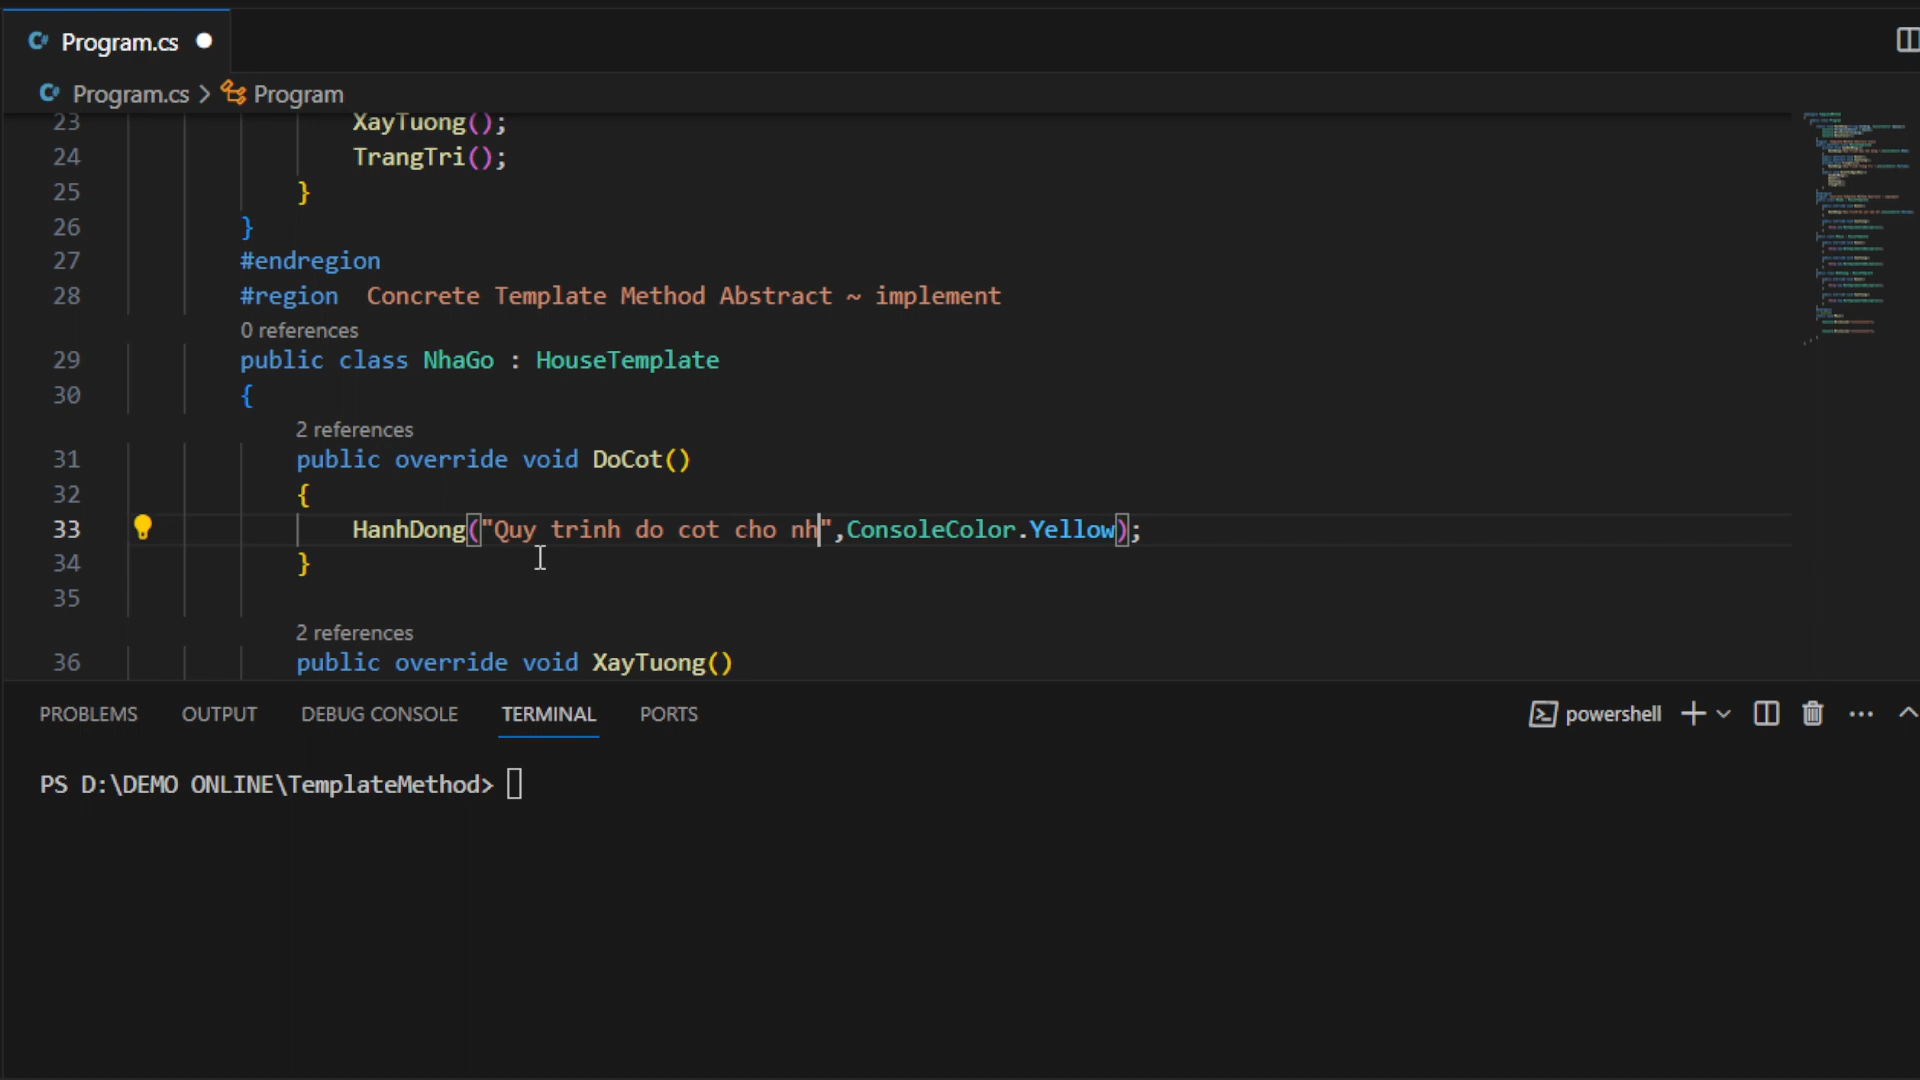 Program.cs
Program.cs > Program
23 XayTuong();
24 TrangTri();
25 }
26 }
27 #endregion
28 #region  Concrete Template Method Abstract ~ implement
0 references
29 public class NhaGo : HouseTemplate
30 {
2 references
31 public override void DoCot()
32 {
33 HanhDong("Quy trinh do cot cho nh",ConsoleColor.Yellow);
34 }
35
2 references
36 public override void XayTuong()
PROBLEMS OUTPUT DEBUG CONSOLE TERMINAL PORTS powershell
PS D:\DEMO ONLINE\TemplateMethod>